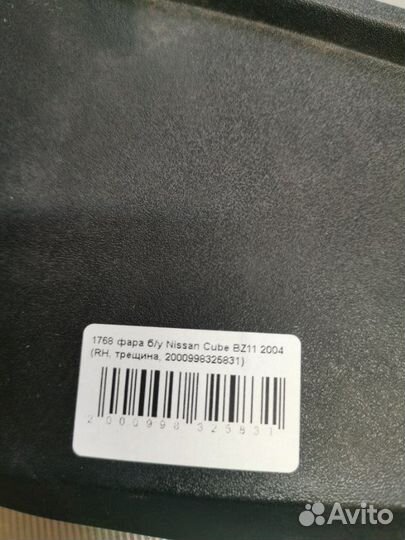 1768 фара б/у Nissan Cube BZ11 2004
(RH, трещина, 2000998325831)
2 000998 325831
Avito